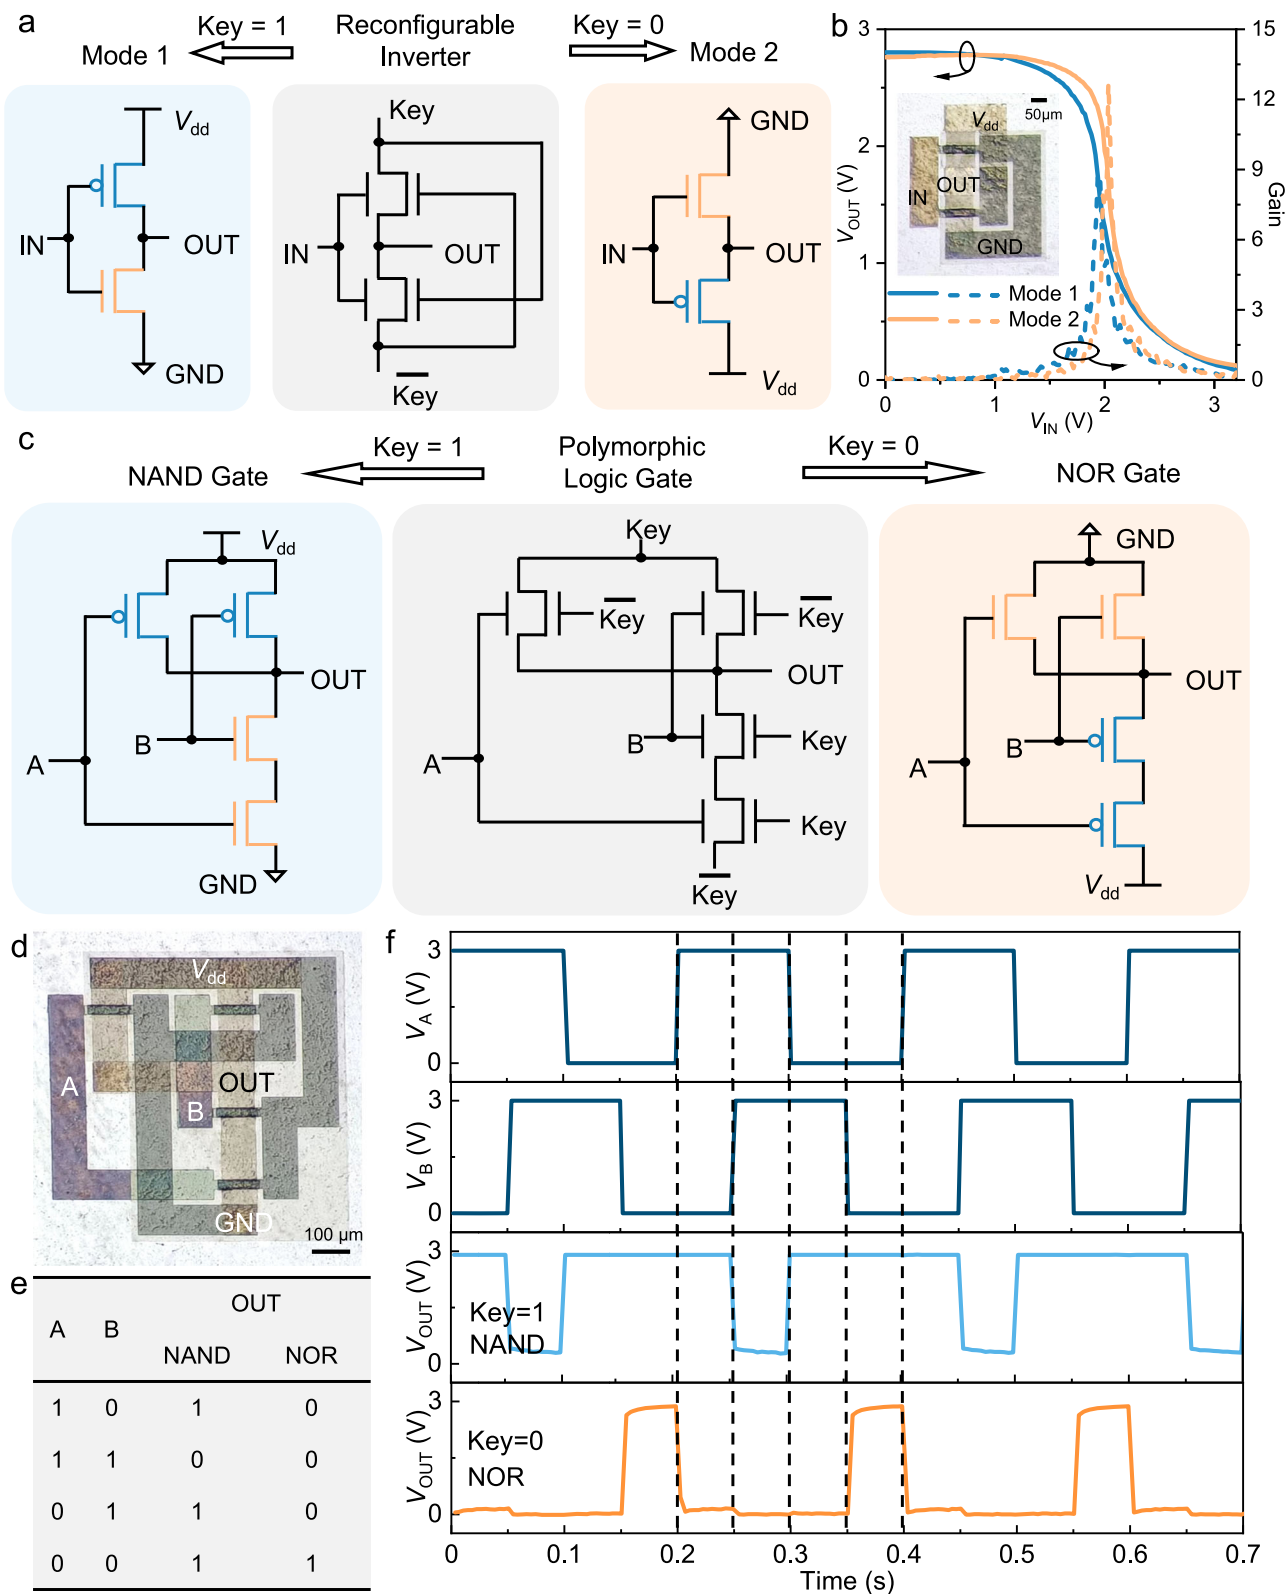 a
Key = 1
Reconfigurable
Inverter
Key = 0
Mode 1
Mode 2
Vdd
IN
OUT
GND
Key
IN
OUT
K̅e̅y̅
GND
IN
OUT
Vdd
b
VOUT (V)
3
2
1
0
15
12
9
6
3
0
Gain
50μm
Vdd
IN
OUT
GND
Mode 1
Mode 2
0
1
2
3
VIN (V)
c
NAND Gate
Key = 1
Polymorphic
Logic Gate
Key = 0
NOR Gate
Vdd
OUT
B
A
GND
Key
K̅e̅y̅
K̅e̅y̅
OUT
B
Key
A
Key
K̅e̅y̅
GND
OUT
B
A
Vdd
d
Vdd
A
OUT
B
GND
100 μm
e
OUT
A B
NAND NOR
1 0 1 0
1 1 0 0
0 1 1 0
0 0 1 1
f
VA (V)
3
0
VB (V)
3
0
VOUT (V)
3
0
Key=1
NAND
VOUT (V)
3
0
Key=0
NOR
0 0.1 0.2 0.3 0.4 0.5 0.6 0.7
Time (s)